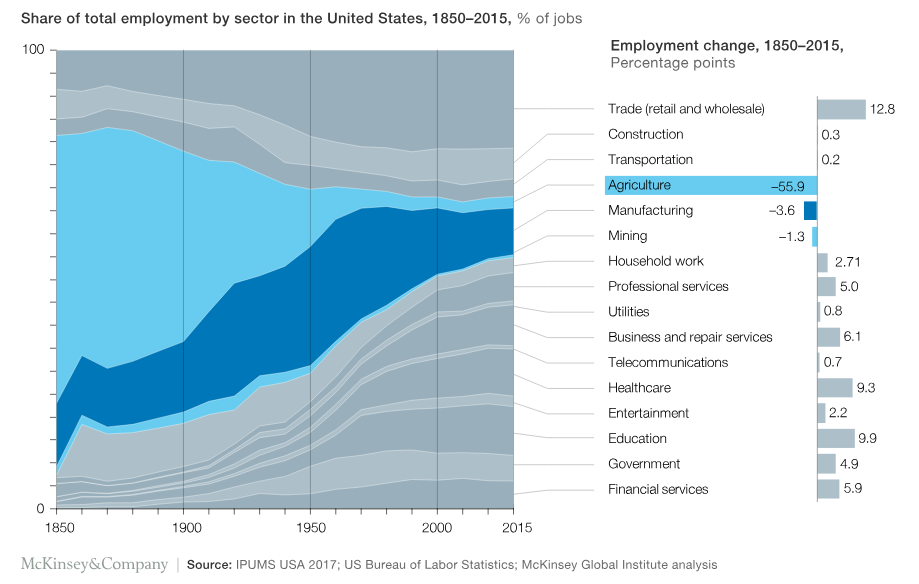 Share of total employment by sector in the United States, 1850–2015, % of jobs
100
0
1850
1900
1950
2000
2015
Employment change, 1850–2015,
Percentage points
Trade (retail and wholesale) 12.8
Construction 0.3
Transportation 0.2
Agriculture –55.9
Manufacturing –3.6
Mining –1.3
Household work 2.71
Professional services 5.0
Utilities 0.8
Business and repair services 6.1
Telecommunications 0.7
Healthcare 9.3
Entertainment 2.2
Education 9.9
Government 4.9
Financial services 5.9
McKinsey&Company | Source: IPUMS USA 2017; US Bureau of Labor Statistics; McKinsey Global Institute analysis